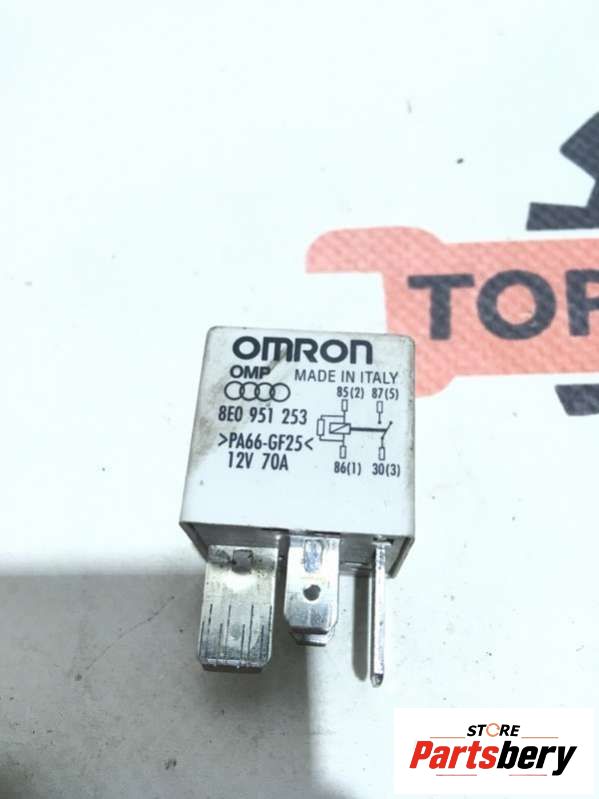 TOP
OMRON
OMP MADE IN ITALY
8E0 951 253
>PA66-GF25<
12V 70A
85(2) 87(5)
86(1) 30(3)
STORE
Partsbery